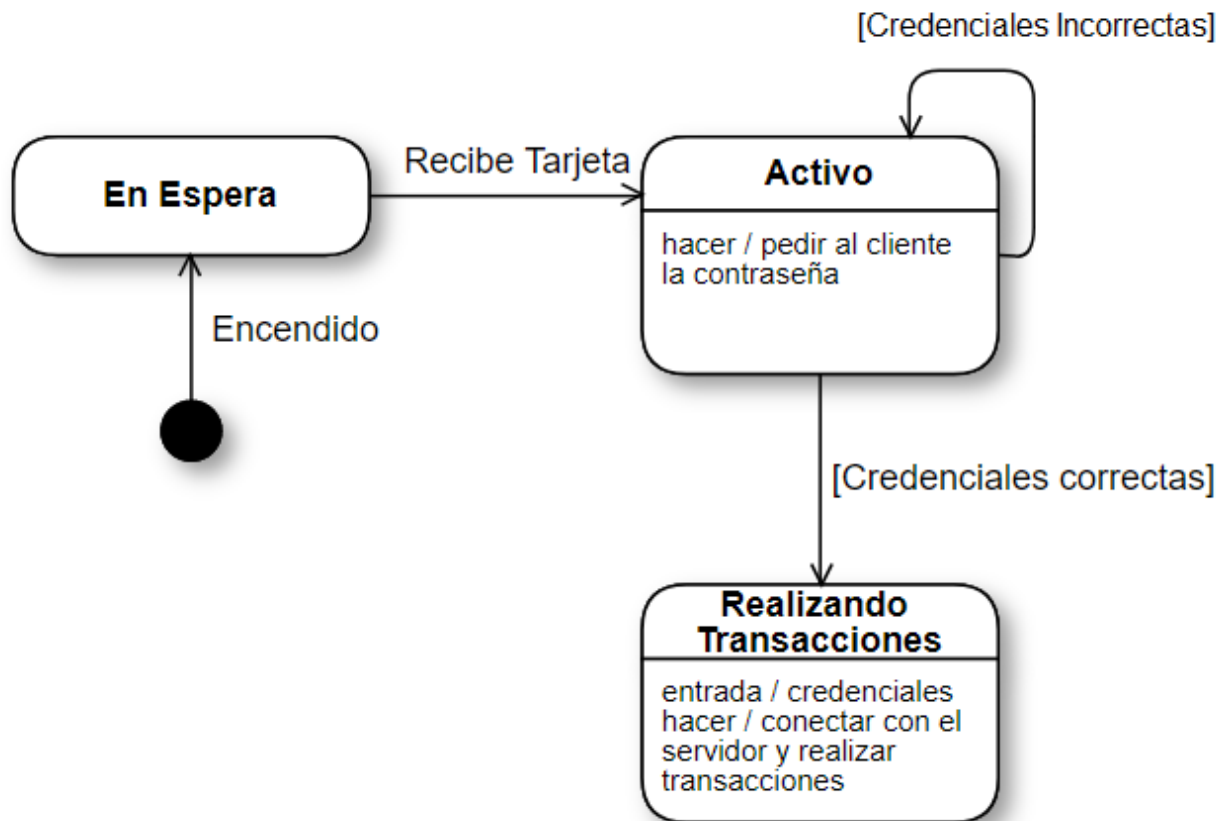 [Credenciales Incorrectas]
En Espera
Recibe Tarjeta
Activo
hacer / pedir al cliente
la contraseña
Encendido
[Credenciales correctas]
Realizando
Transacciones
entrada / credenciales
hacer / conectar con el
servidor y realizar
transacciones